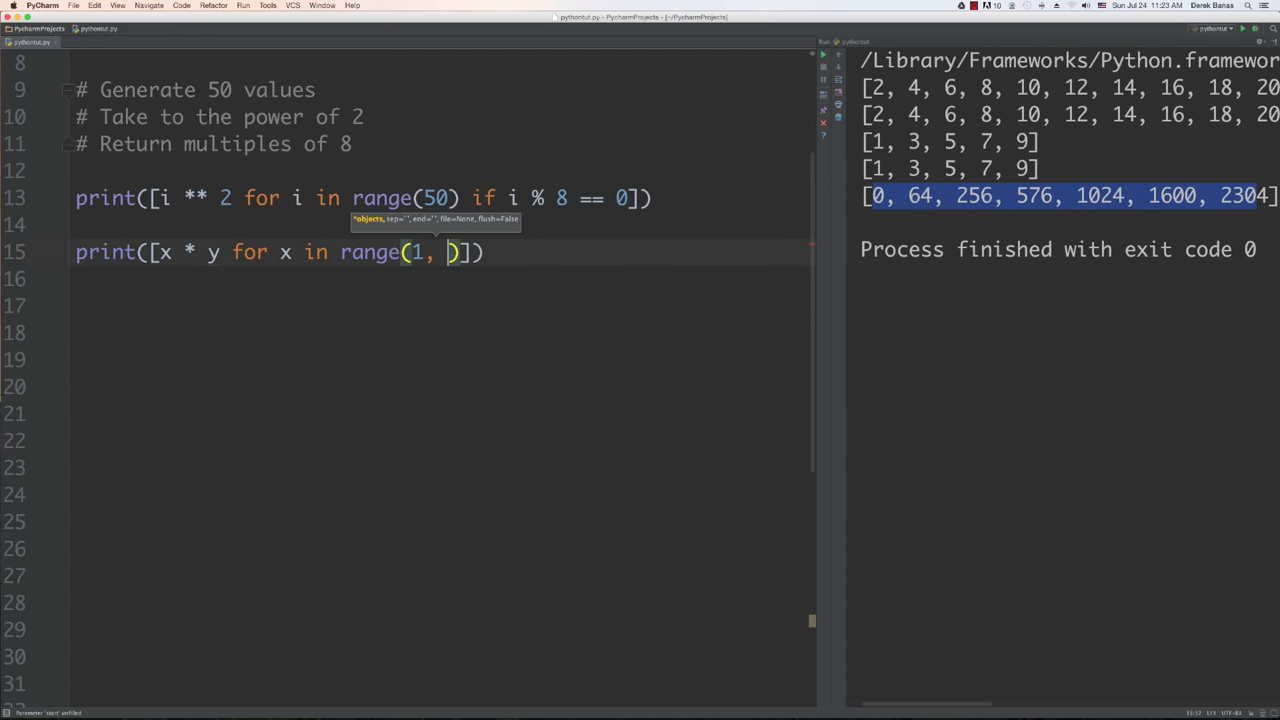 PyCharm File Edit View Navigate Code Refactor Run Tools VCS Window Help
10 Sun Jul 24 11:23 AM Derek Banas
pythontut.py - PycharmProjects - [~/PycharmProjects]
PycharmProjects pythontut.py
pythontut
pythontut.py
Run: pythontut
8
9 # Generate 50 values
10 # Take to the power of 2
11 # Return multiples of 8
12
13 print([i ** 2 for i in range(50) if i % 8 == 0])
*objects, sep=' ', end='', file=None, flush=False
14
15 print([x * y for x in range(1, )])
16
17
18
19
20
21
22
23
24
25
26
27
28
29
30
31
/Library/Frameworks/Python.framewor
[2, 4, 6, 8, 10, 12, 14, 16, 18, 20
[2, 4, 6, 8, 10, 12, 14, 16, 18, 20
[1, 3, 5, 7, 9]
[1, 3, 5, 7, 9]
[0, 64, 256, 576, 1024, 1600, 2304]
Process finished with exit code 0
Parameter 'start' unfilled
15:32 LF÷ UTF-8÷